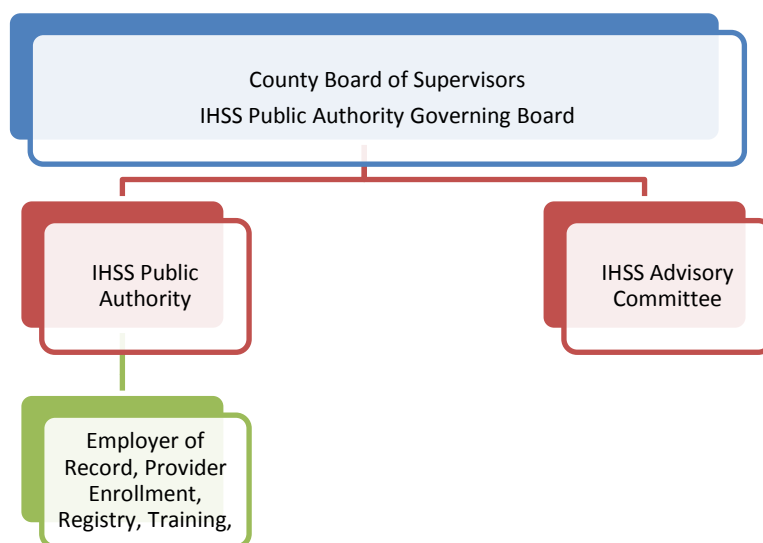 County Board of Supervisors
IHSS Public Authority Governing Board
IHSS Public
Authority
IHSS Advisory
Committee
Employer of
Record, Provider
Enrollment,
Registry, Training,